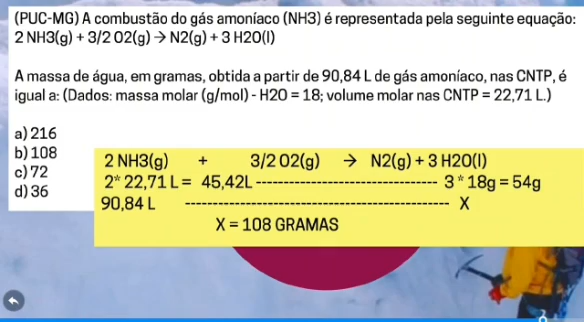 (PUC-MG) A combustão do gás amoníaco (NH3) é representada pela seguinte equação:
2 NH3(g) + 3/2 O2(g) → N2(g) + 3 H2O(l)
A massa de água, em gramas, obtida a partir de 90,84 L de gás amoníaco, nas CNTP, é
igual a: (Dados: massa molar (g/mol) - H2O = 18; volume molar nas CNTP = 22,71 L.)
a) 216
b) 108
c) 72
d) 36
2 NH3(g) + 3/2 O2(g) → N2(g) + 3 H2O(l)
2* 22,71 L = 45,42L ---------------------------------- 3 * 18g = 54g
90,84 L ------------------------------------------------- X
X = 108 GRAMAS